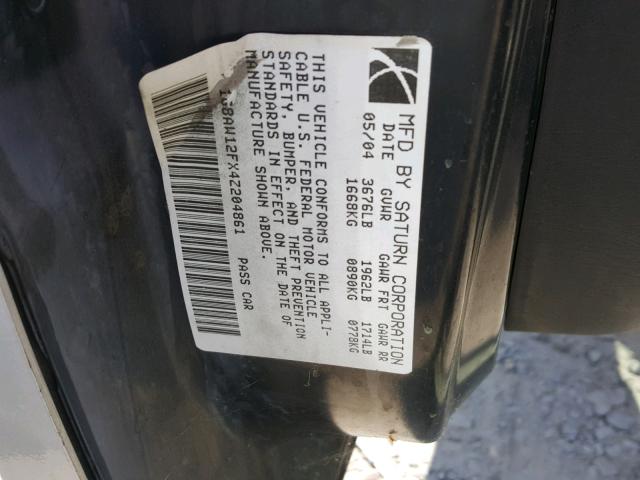 MFD BY SATURN CORPORATION
DATE GVWR GAWR FRT GAWR RR
05/04 3676LB 1962LB 1714LB
1668KG 0890KG 0778KG
THIS VEHICLE CONFORMS TO ALL APPLI-
CABLE U.S. FEDERAL MOTOR VEHICLE
SAFETY, BUMPER, AND THEFT PREVENTION
STANDARDS IN EFFECT ON THE DATE OF
MANUFACTURE SHOWN ABOVE.
1G8AW12FX4Z204861 PASS CAR